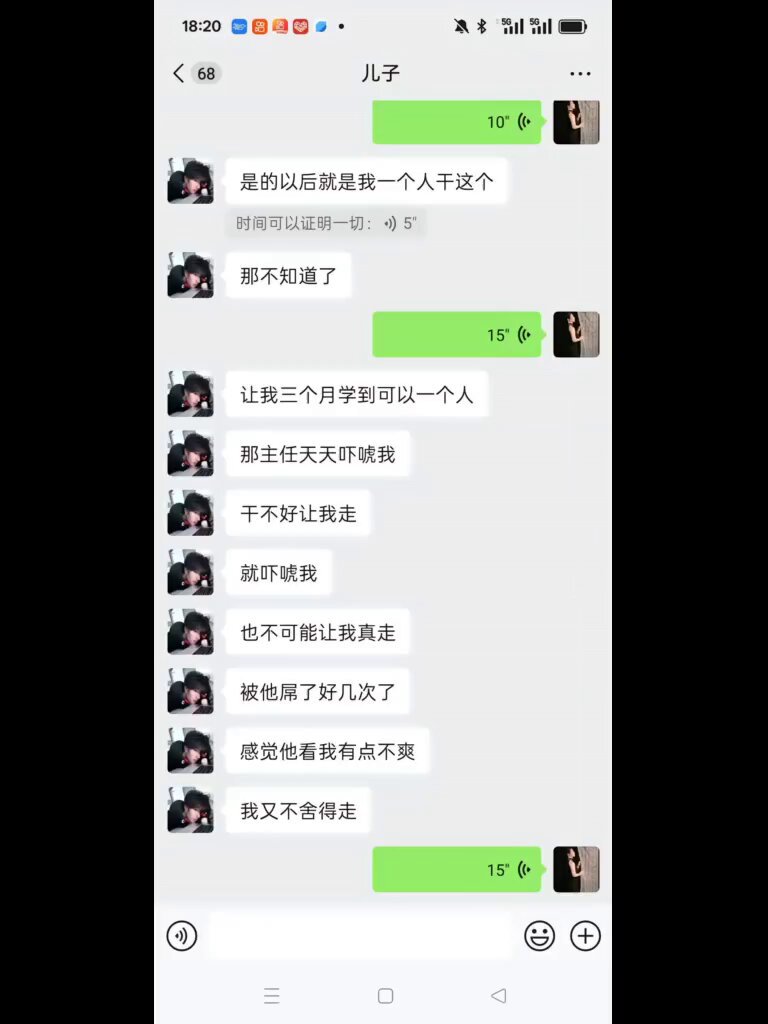 18:20
5G 5G
68
儿子
10"
是的以后就是我一个人干这个
时间可以证明一切: 5"
那不知道了
15"
让我三个月学到可以一个人
那主任天天吓唬我
干不好让我走
就吓唬我
也不可能让我真走
被他屌了好几次了
感觉他看我有点不爽
我又不舍得走
15"